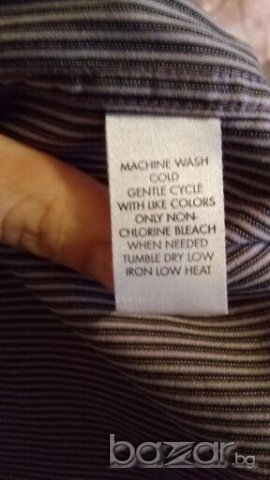 MACHINE WASH
COLD
GENTLE CYCLE
WITH LIKE COLORS
ONLY NON-
CHLORINE BLEACH
WHEN NEEDED
TUMBLE DRY LOW
IRON LOW HEAT
bazar.bg